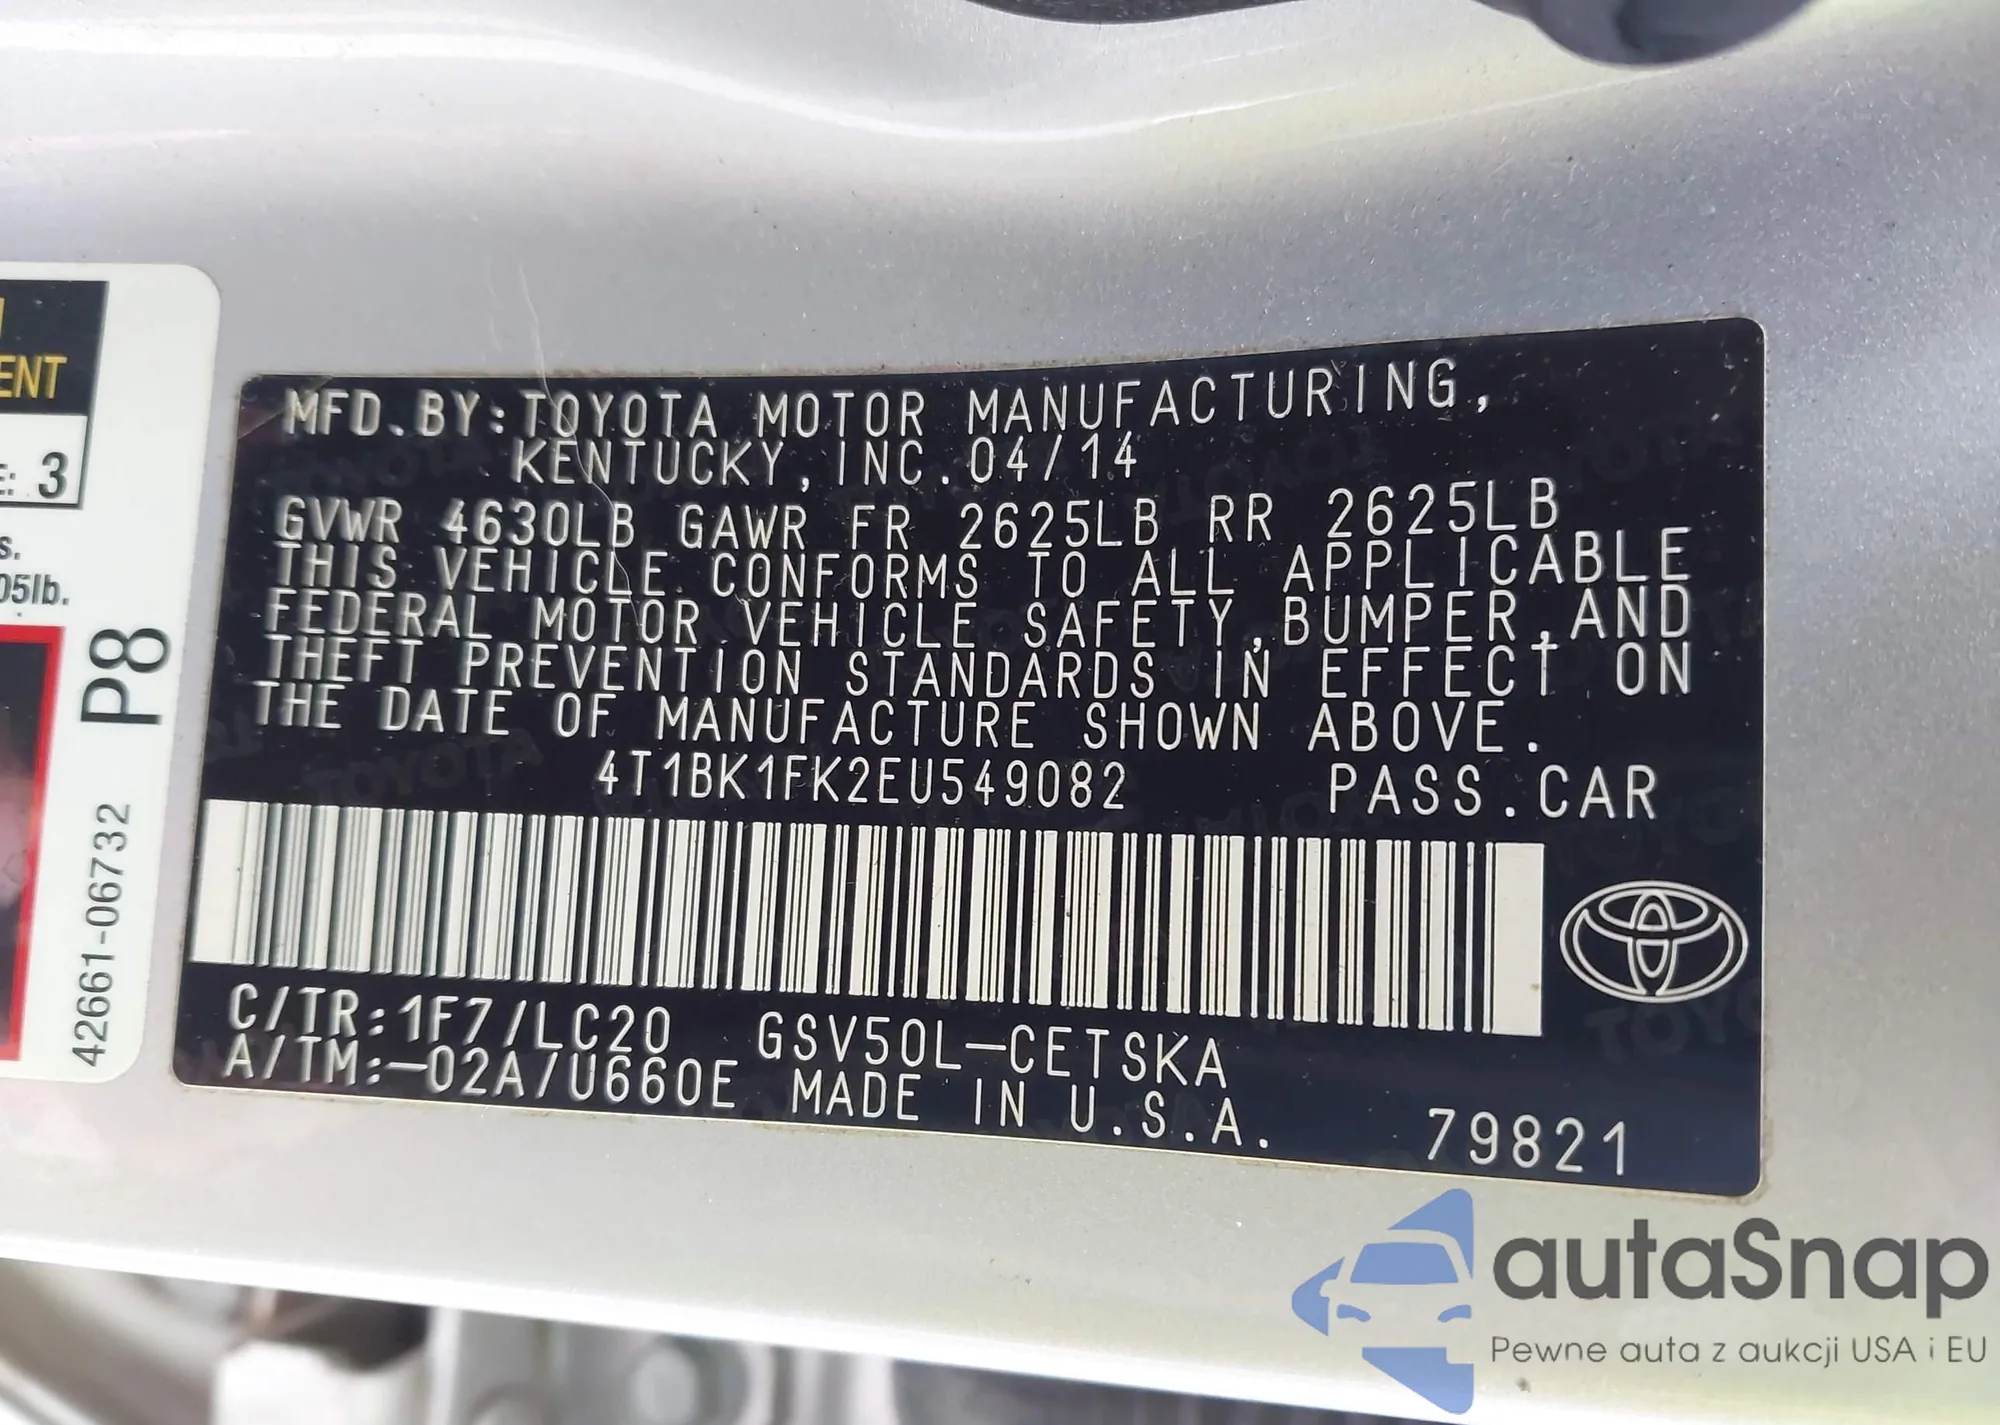 ENT
E: 3
s.
05lb.
P8
42661-06732
MFD. BY: TOYOTA MOTOR MANUFACTURING,
KENTUCKY, INC. 04/14
GVWR 4630LB GAWR FR 2625LB RR 2625LB
THIS VEHICLE CONFORMS TO ALL APPLICABLE
FEDERAL MOTOR VEHICLE SAFETY, BUMPER, AND
THEFT PREVENTION STANDARDS IN EFFECT ON
THE DATE OF MANUFACTURE SHOWN ABOVE.
4T1BK1FK2EU549082 PASS. CAR
C/TR: 1F7/LC20 GSV50L-CETSKA
A/TM: -02A/U660E MADE IN U.S.A. 79821
autaSnap
Pewne auta z aukcji USA i EU